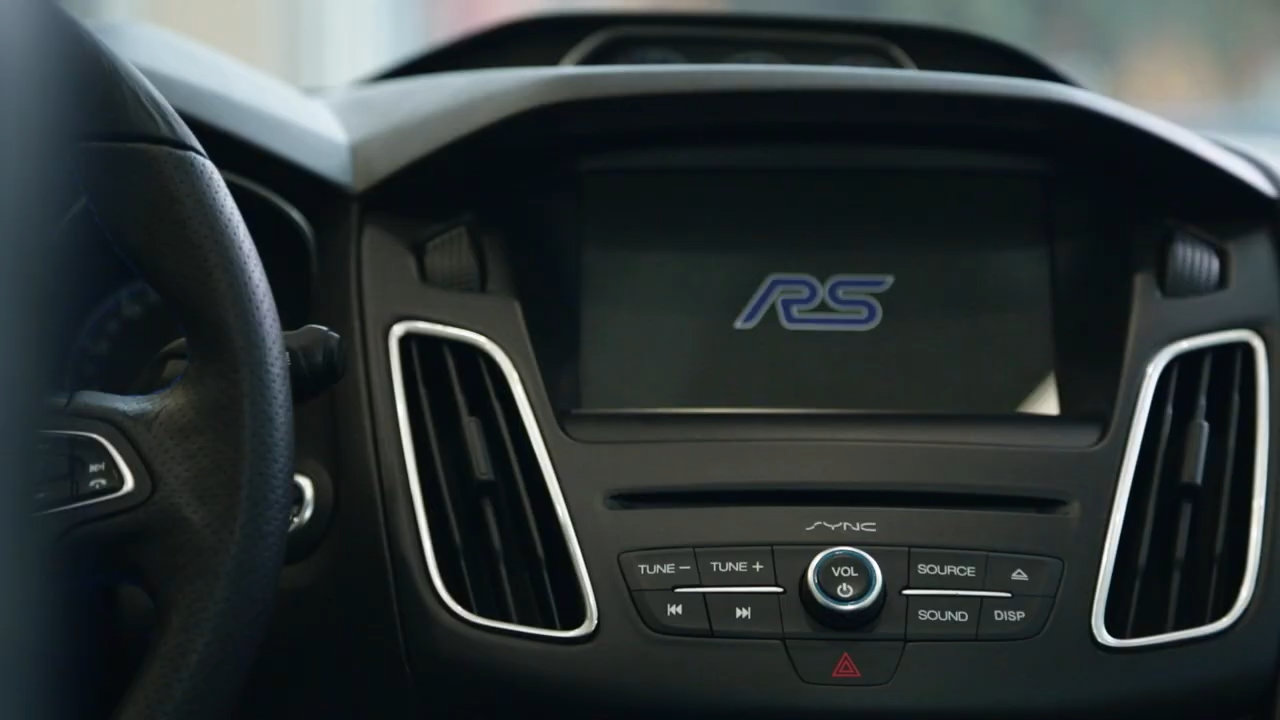 RS
SYNC
TUNE − TUNE + VOL SOURCE
SOUND DISP